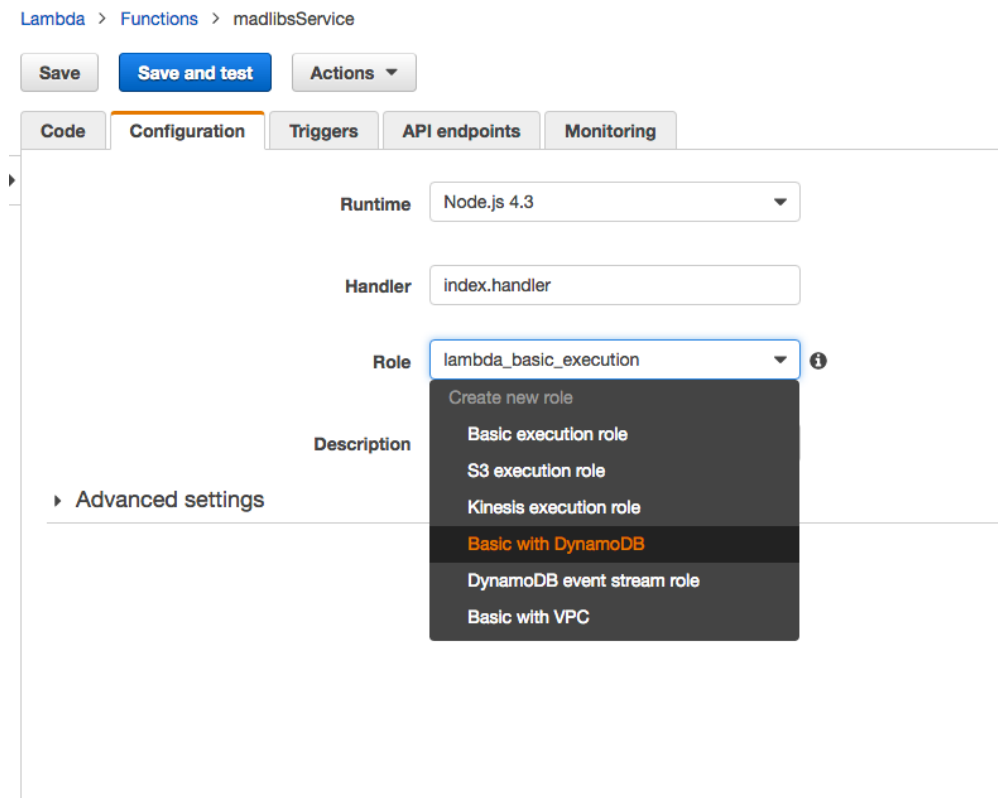 Lambda > Functions > madlibsService
Save Save and test Actions
Code Configuration Triggers API endpoints Monitoring
Runtime Node.js 4.3
Handler index.handler
Role lambda_basic_execution
Create new role
Basic execution role
Description
S3 execution role
Advanced settings
Kinesis execution role
Basic with DynamoDB
DynamoDB event stream role
Basic with VPC